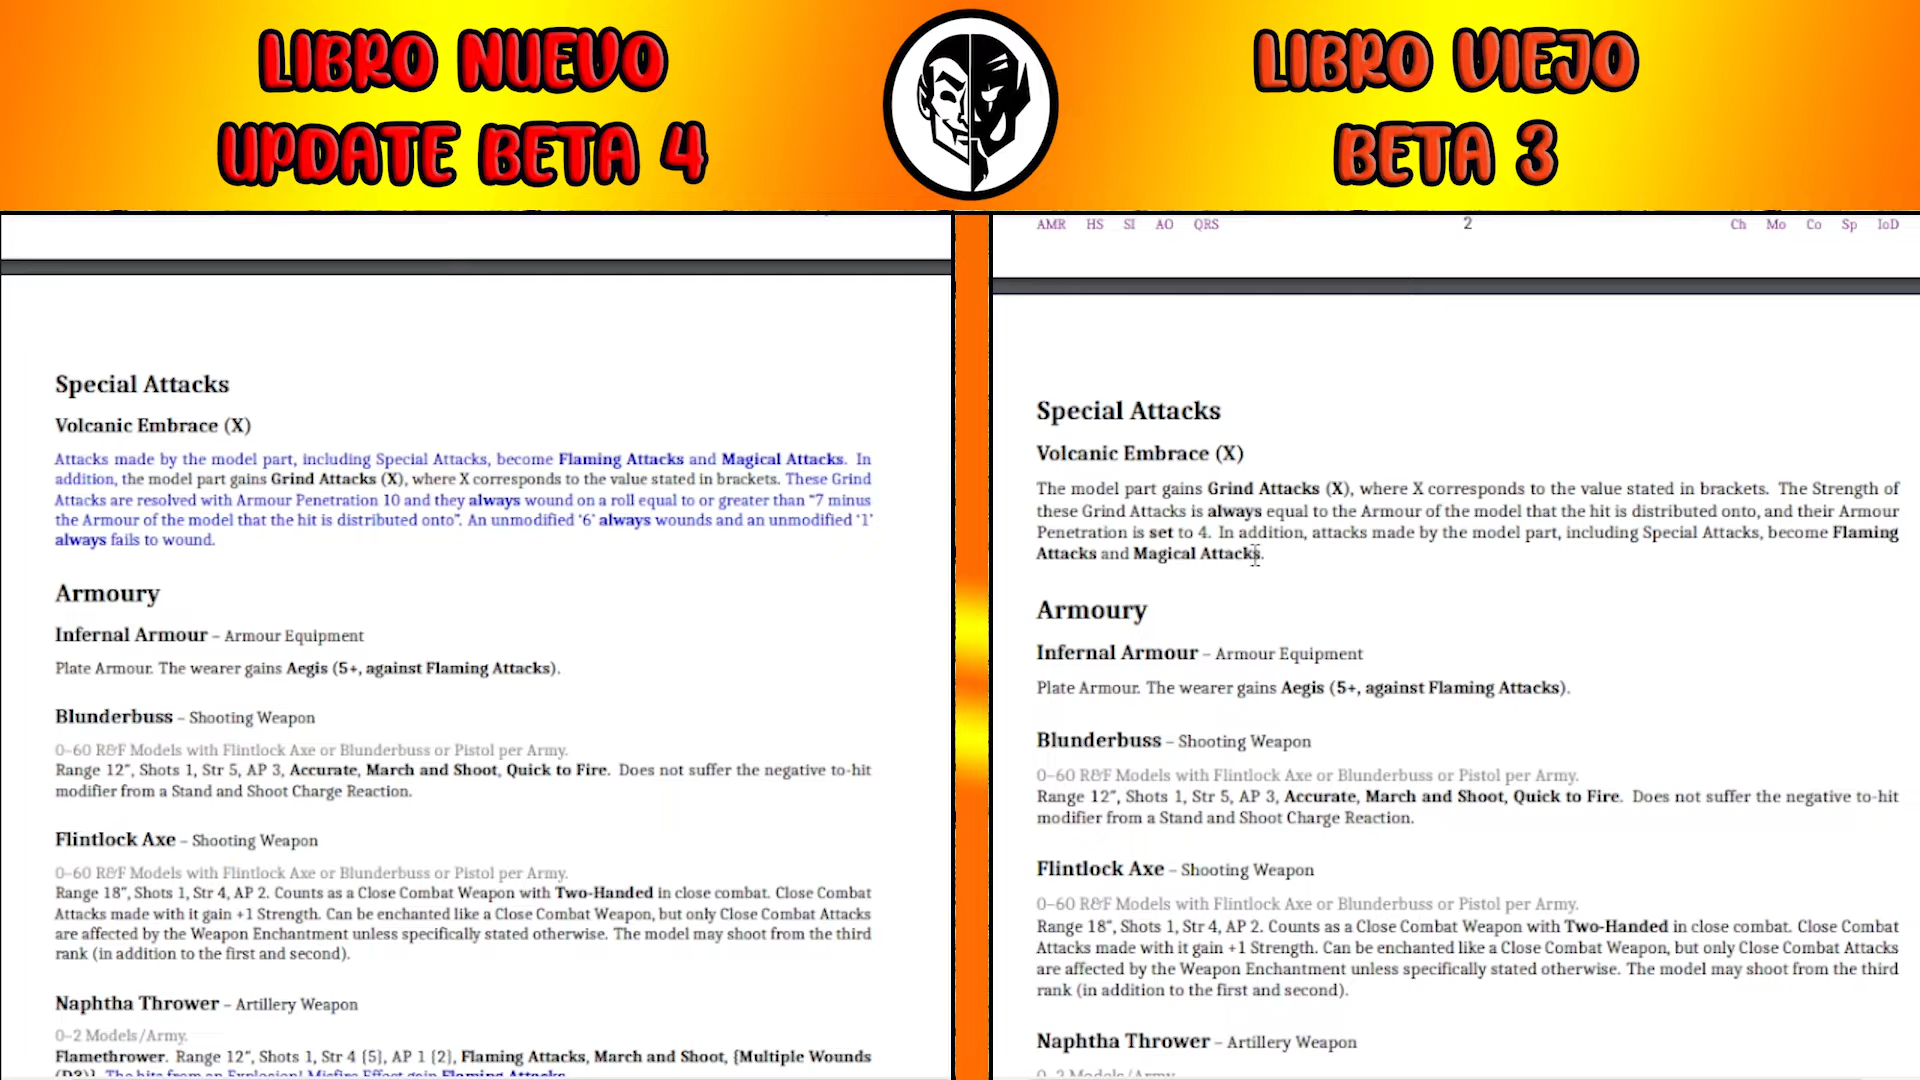 LIBRO NUEVO
UPDATE BETA 4
LIBRO VIEJO
BETA 3
Special Attacks
Volcanic Embrace (X)
Attacks made by the model part, including Special Attacks, become Flaming Attacks and Magical Attacks. In
addition, the model part gains Grind Attacks (X), where X corresponds to the value stated in brackets. These Grind
Attacks are resolved with Armour Penetration 10 and they always wound on a roll equal to or greater than "7 minus
the Armour of the model that the hit is distributed onto". An unmodified '6' always wounds and an unmodified '1'
always fails to wound.
Armoury
Infernal Armour – Armour Equipment
Plate Armour. The wearer gains Aegis (5+, against Flaming Attacks).
Blunderbuss – Shooting Weapon
0–60 R&F Models with Flintlock Axe or Blunderbuss or Pistol per Army.
Range 12″, Shots 1, Str 5, AP 3, Accurate, March and Shoot, Quick to Fire. Does not suffer the negative to-hit
modifier from a Stand and Shoot Charge Reaction.
Flintlock Axe – Shooting Weapon
0–60 R&F Models with Flintlock Axe or Blunderbuss or Pistol per Army.
Range 18″, Shots 1, Str 4, AP 2. Counts as a Close Combat Weapon with Two-Handed in close combat. Close Combat
Attacks made with it gain +1 Strength. Can be enchanted like a Close Combat Weapon, but only Close Combat Attacks
are affected by the Weapon Enchantment unless specifically stated otherwise. The model may shoot from the third
rank (in addition to the first and second).
Naphtha Thrower – Artillery Weapon
0–2 Models/Army.
Flamethrower. Range 12″, Shots 1, Str 4 {5}, AP 1 {2}, Flaming Attacks, March and Shoot, {Multiple Wounds
(D3)}. The hits from an Explosion! Misfire Effect gain Flaming Attacks.
AMR HS SI AO QRS 2 Ch Mo Co Sp IoD
Special Attacks
Volcanic Embrace (X)
The model part gains Grind Attacks (X), where X corresponds to the value stated in brackets. The Strength of
these Grind Attacks is always equal to the Armour of the model that the hit is distributed onto, and their Armour
Penetration is set to 4. In addition, attacks made by the model part, including Special Attacks, become Flaming
Attacks and Magical Attacks.
Armoury
Infernal Armour – Armour Equipment
Plate Armour. The wearer gains Aegis (5+, against Flaming Attacks).
Blunderbuss – Shooting Weapon
0–60 R&F Models with Flintlock Axe or Blunderbuss or Pistol per Army.
Range 12″, Shots 1, Str 5, AP 3, Accurate, March and Shoot, Quick to Fire. Does not suffer the negative to-hit
modifier from a Stand and Shoot Charge Reaction.
Flintlock Axe – Shooting Weapon
0–60 R&F Models with Flintlock Axe or Blunderbuss or Pistol per Army.
Range 18″, Shots 1, Str 4, AP 2. Counts as a Close Combat Weapon with Two-Handed in close combat. Close Combat
Attacks made with it gain +1 Strength. Can be enchanted like a Close Combat Weapon, but only Close Combat Attacks
are affected by the Weapon Enchantment unless specifically stated otherwise. The model may shoot from the third
rank (in addition to the first and second).
Naphtha Thrower – Artillery Weapon
0–2 Models/Army.